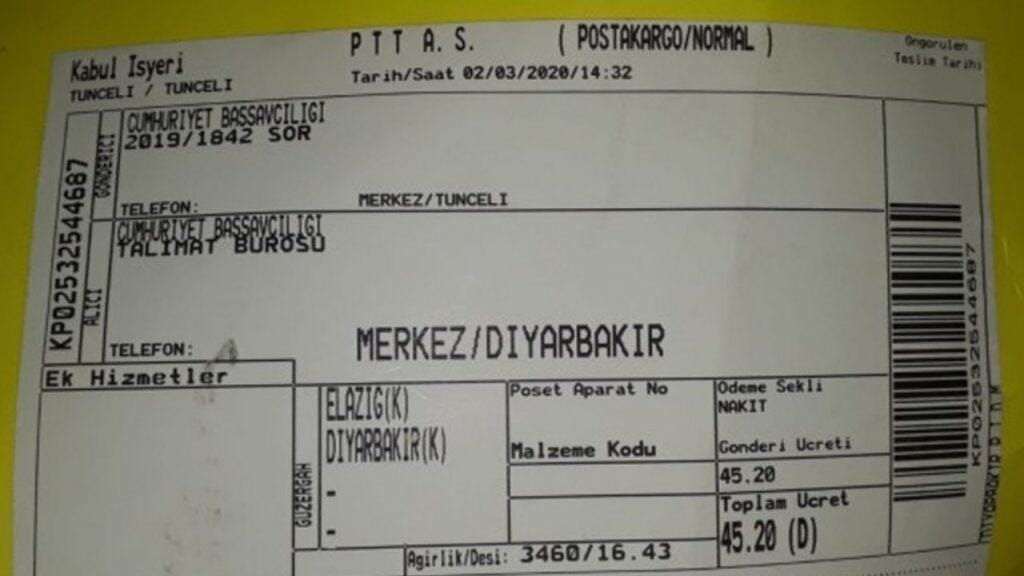 Kabul Isyeri
TUNCELI / TUNCELI
P T T A. S. ( POSTAKARGO/NORMAL )
Tarih/Saat 02/03/2020/14:32
Ongorulen
Teslim Tarihi
KP02532544687
GONDERICI
CUMHURIYET BASSAVCILIGI
2019/1842 SOR
TELEFON: MERKEZ/TUNCELI
ALICI
CUMHURIYET BASSAVCILIGI
TALIMAT BUROSU
TELEFON: MERKEZ/DIYARBAKIR
Ek Hizmetler
GUZERGAH
ELAZIG(K)
DIYARBAKIR(K)
-
-
Poset Aparat No
Malzeme Kodu
Odeme Sekli
NAKIT
Gonderi Ucreti
45.20
Toplam Ucret
45.20 (D)
Agirlik/Desi: 3460/16.43
KP02532544687